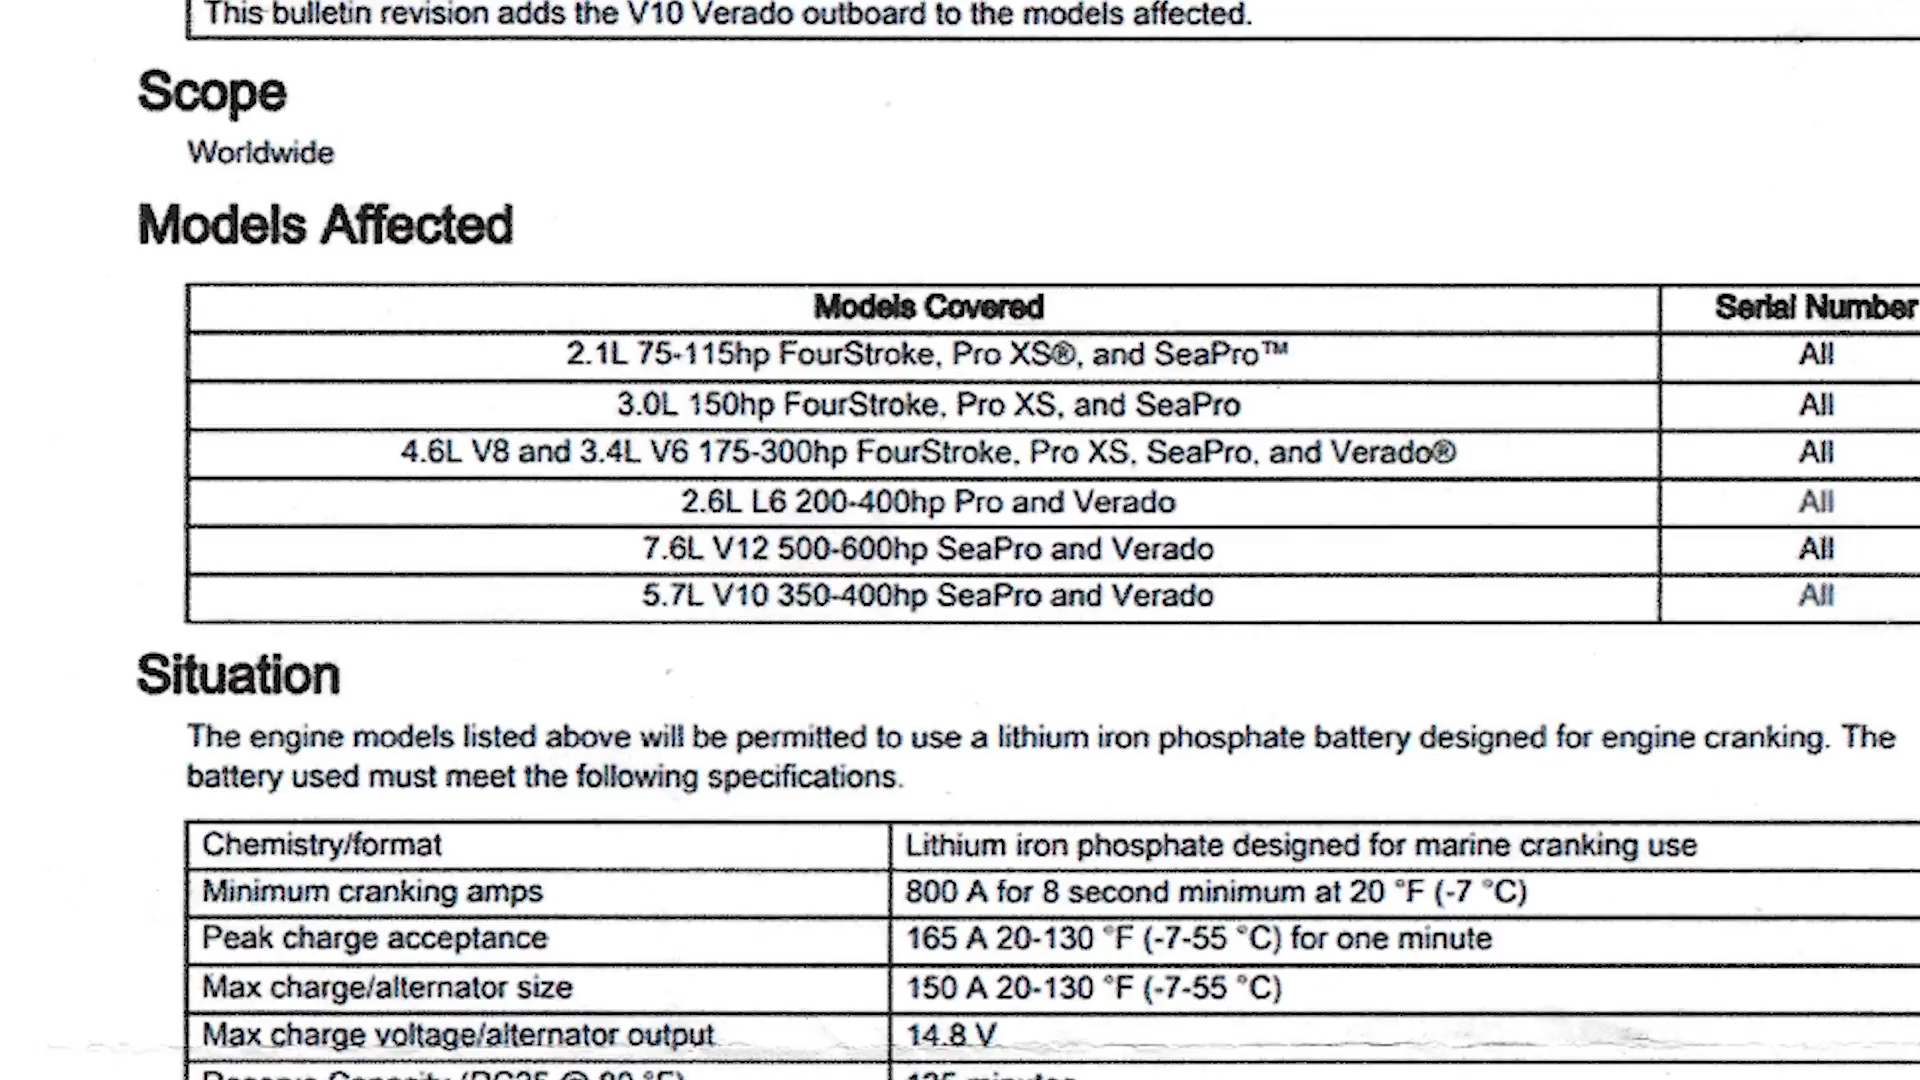 This bulletin revision adds the V10 Verado outboard to the models affected.
Scope
Worldwide
Models Affected
Models Covered Serial Number
2.1L 75-115hp FourStroke, Pro XS®, and SeaPro™ All
3.0L 150hp FourStroke, Pro XS, and SeaPro All
4.6L V8 and 3.4L V6 175-300hp FourStroke, Pro XS, SeaPro, and Verado® All
2.6L L6 200-400hp Pro and Verado All
7.6L V12 500-600hp SeaPro and Verado All
5.7L V10 350-400hp SeaPro and Verado All
Situation
The engine models listed above will be permitted to use a lithium iron phosphate battery designed for engine cranking. The
battery used must meet the following specifications.
Chemistry/format Lithium iron phosphate designed for marine cranking use
Minimum cranking amps 800 A for 8 second minimum at 20 °F (-7 °C)
Peak charge acceptance 165 A 20-130 °F (-7-55 °C) for one minute
Max charge/alternator size 150 A 20-130 °F (-7-55 °C)
Max charge voltage/alternator output 14.8 V